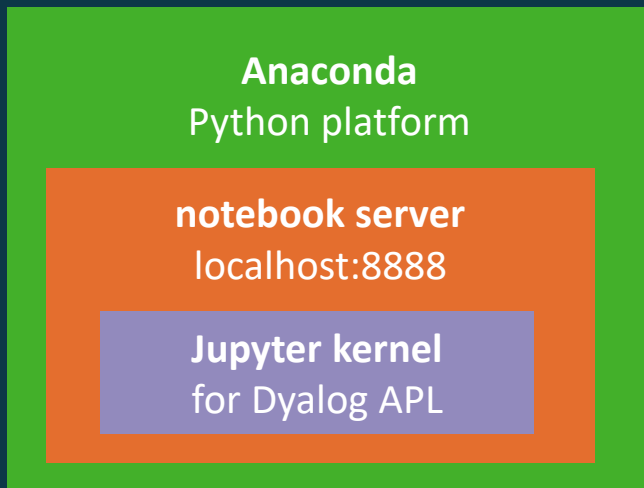 Anaconda
Python platform
notebook server
localhost:8888
Jupyter kernel
for Dyalog APL